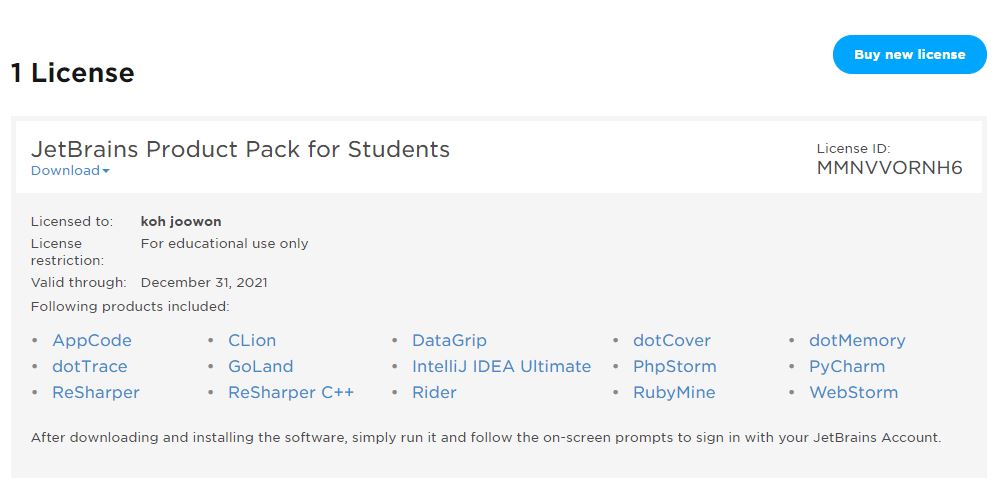 Buy new license
1 License
JetBrains Product Pack for Students
Download
License ID:
MMNVVORNH6
Licensed to: koh joowon
License restriction: For educational use only
Valid through: December 31, 2021
Following products included:
• AppCode • CLion • DataGrip • dotCover • dotMemory
• dotTrace • GoLand • IntelliJ IDEA Ultimate • PhpStorm • PyCharm
• ReSharper • ReSharper C++ • Rider • RubyMine • WebStorm
After downloading and installing the software, simply run it and follow the on-screen prompts to sign in with your JetBrains Account.